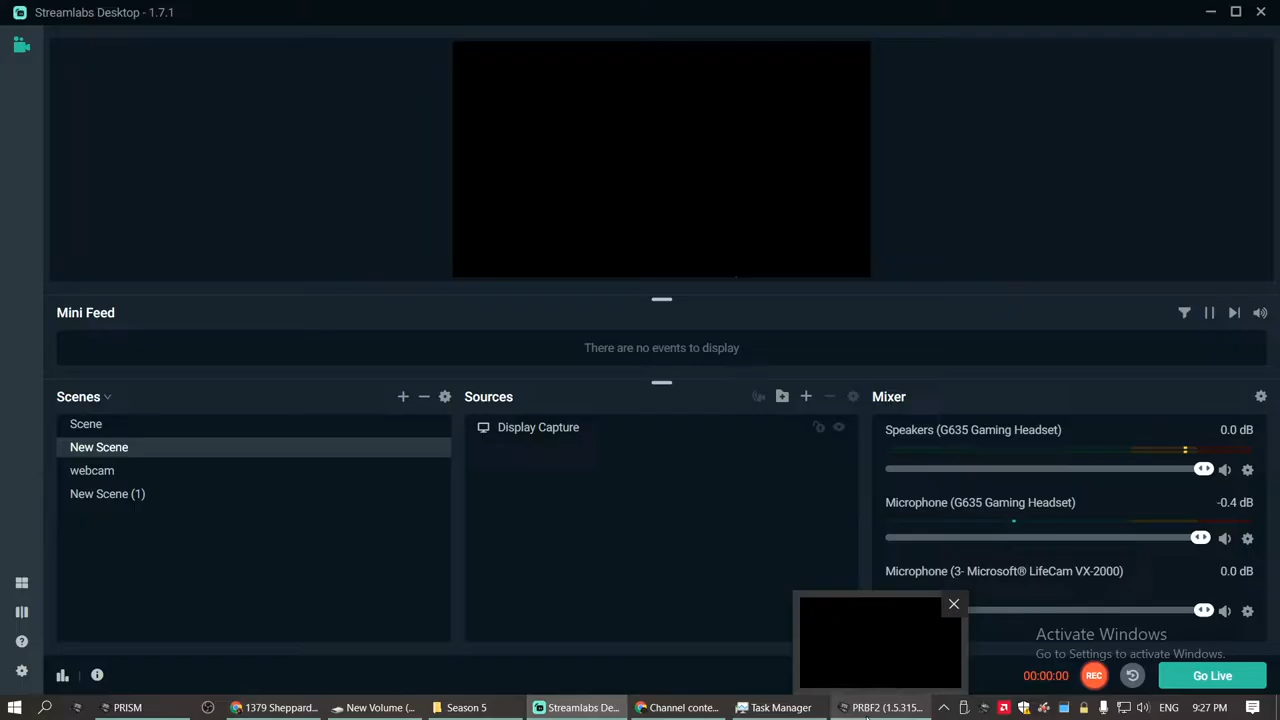 Streamlabs Desktop - 1.7.1
Mini Feed
There are no events to display
Scenes
Sources
Mixer
Scene
New Scene
webcam
New Scene (1)
Display Capture
Speakers (G635 Gaming Headset) 0.0 dB
Microphone (G635 Gaming Headset) -0.4 dB
Microphone (3- Microsoft® LifeCam VX-2000) 0.0 dB
Activate Windows
Go to Settings to activate Windows.
00:00:00
REC
Go Live
PRISM
1379 Sheppard...
New Volume (...
Season 5
Streamlabs De...
Channel conte...
Task Manager
PRBF2 (1.5.315...
ENG
9:27 PM